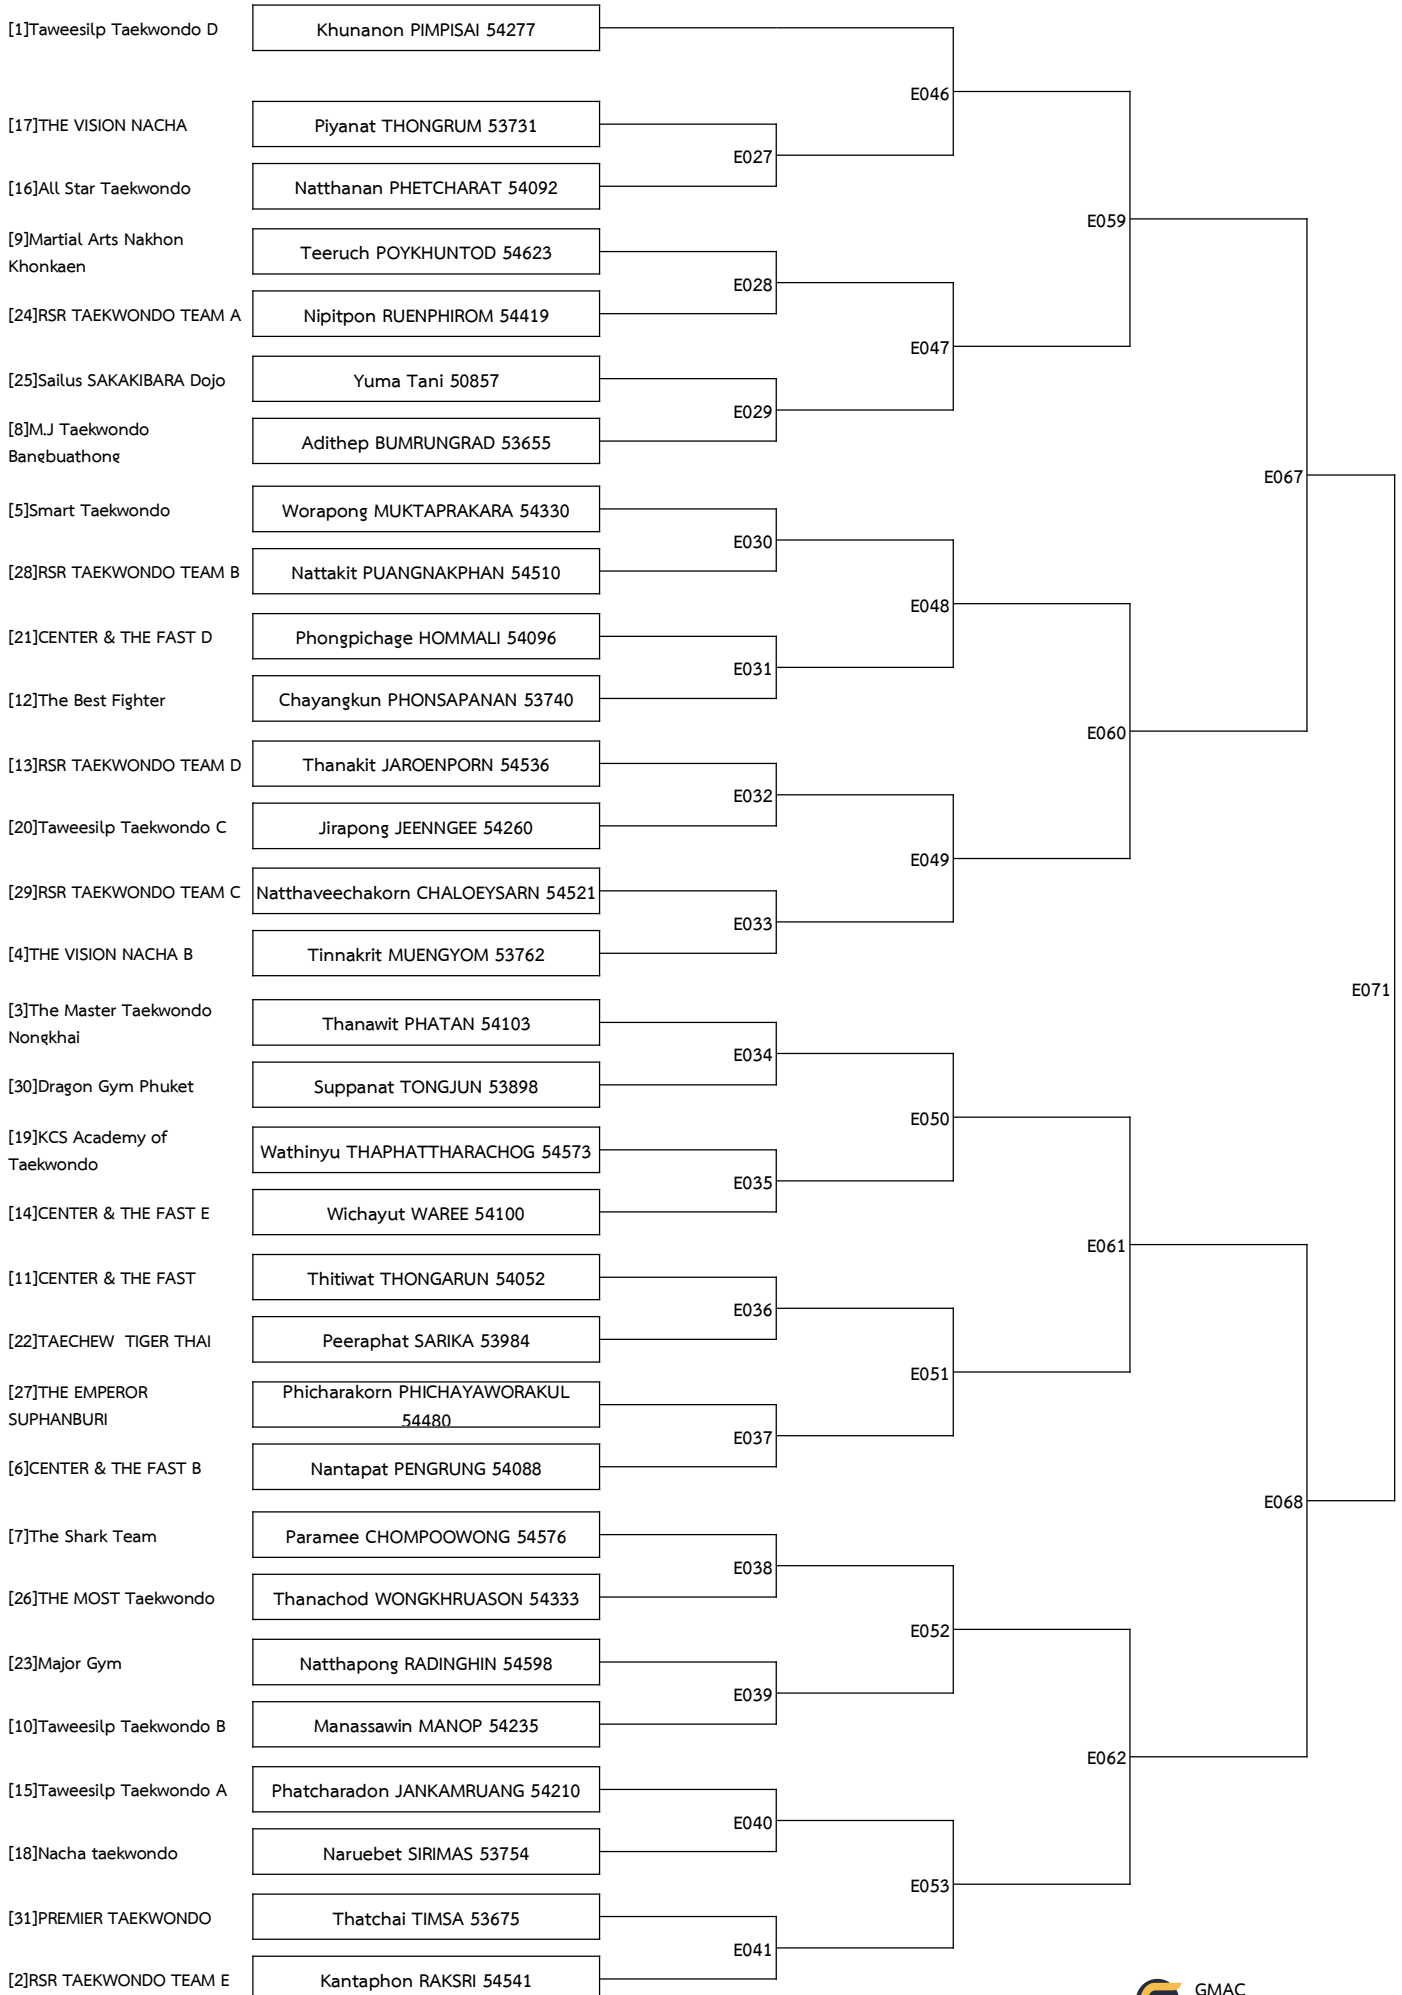 [1]Taweesilp Taekwondo D
Khunanon PIMPISAI 54277
E046
[17]THE VISION NACHA
Piyanat THONGRUM 53731
E027
[16]All Star Taekwondo
Natthanan PHETCHARAT 54092
E059
[9]Martial Arts Nakhon
Khonkaen
Teeruch POYKHUNTOD 54623
E028
[24]RSR TAEKWONDO TEAM A
Nipitpon RUENPHIROM 54419
E047
[25]Sailus SAKAKIBARA Dojo
Yuma Tani 50857
E029
[8]M.J Taekwondo
Bangbuathong
Adithep BUMRUNGRAD 53655
E067
[5]Smart Taekwondo
Worapong MUKTAPRAKARA 54330
E030
[28]RSR TAEKWONDO TEAM B
Nattakit PUANGNAKPHAN 54510
E048
[21]CENTER & THE FAST D
Phongpichage HOMMALI 54096
E031
[12]The Best Fighter
Chayangkun PHONSAPANAN 53740
E060
[13]RSR TAEKWONDO TEAM D
Thanakit JAROENPORN 54536
E032
[20]Taweesilp Taekwondo C
Jirapong JEENNGEE 54260
E049
[29]RSR TAEKWONDO TEAM C
Natthaveechakorn CHALOEYSARN 54521
E033
[4]THE VISION NACHA B
Tinnakrit MUENGYOM 53762
E071
[3]The Master Taekwondo
Nongkhai
Thanawit PHATAN 54103
E034
[30]Dragon Gym Phuket
Suppanat TONGJUN 53898
E050
[19]KCS Academy of
Taekwondo
Wathinyu THAPHATTHARACHOG 54573
E035
[14]CENTER & THE FAST E
Wichayut WAREE 54100
E061
[11]CENTER & THE FAST
Thitiwat THONGARUN 54052
E036
[22]TAECHEW  TIGER THAI
Peeraphat SARIKA 53984
E051
[27]THE EMPEROR
SUPHANBURI
Phicharakorn PHICHAYAWORAKUL
54480
E037
[6]CENTER & THE FAST B
Nantapat PENGRUNG 54088
E068
[7]The Shark Team
Paramee CHOMPOOWONG 54576
E038
[26]THE MOST Taekwondo
Thanachod WONGKHRUASON 54333
E052
[23]Major Gym
Natthapong RADINGHIN 54598
E039
[10]Taweesilp Taekwondo B
Manassawin MANOP 54235
E062
[15]Taweesilp Taekwondo A
Phatcharadon JANKAMRUANG 54210
E040
[18]Nacha taekwondo
Naruebet SIRIMAS 53754
E053
[31]PREMIER TAEKWONDO
Thatchai TIMSA 53675
E041
[2]RSR TAEKWONDO TEAM E
Kantaphon RAKSRI 54541
GMAC